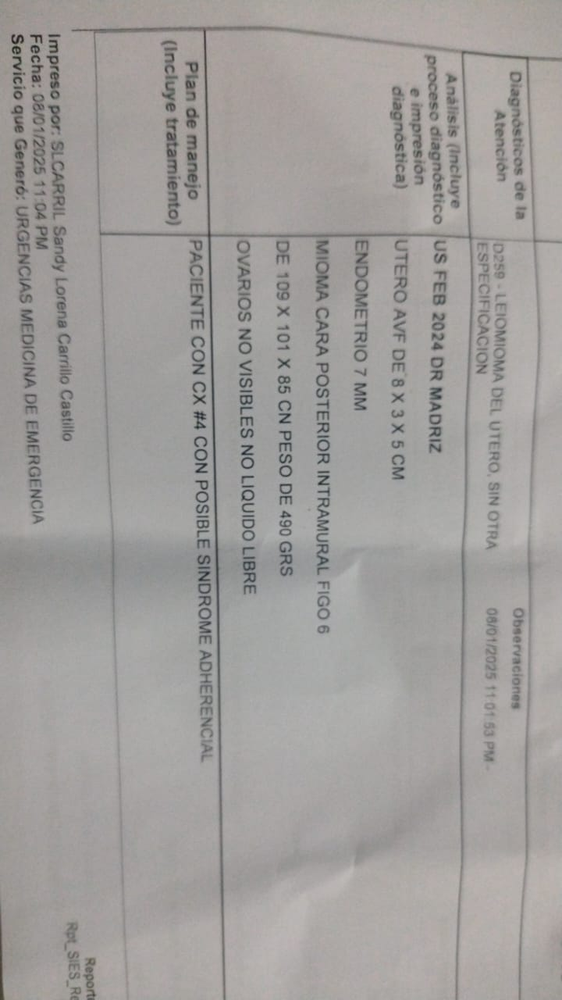 Diagnósticos de la
Atención
D259 - LEIOMIOMA DEL UTERO, SIN OTRA
ESPECIFICACION
Observaciones
08/01/2025 11:01:53 PM -
Análisis (Incluye
proceso diagnóstico
e impresión
diagnóstica)
US FEB 2024 DR MADRIZ
UTERO AVF DE 8 X 3 X 5 CM
ENDOMETRIO 7 MM
MIOMA CARA POSTERIOR INTRAMURAL FIGO 6
DE 109 X 101 X 85 CN PESO DE 490 GRS
OVARIOS NO VISIBLES NO LIQUIDO LIBRE
Plan de manejo
(Incluye tratamiento)
PACIENTE CON CX #4 CON POSIBLE SINDROME ADHERENCIAL
Impreso por: SLCARRIL Sandy Lorena Carrillo Castillo
Fecha: 08/01/2025 11:04 PM
Servicio que Generó: URGENCIAS MEDICINA DE EMERGENCIA